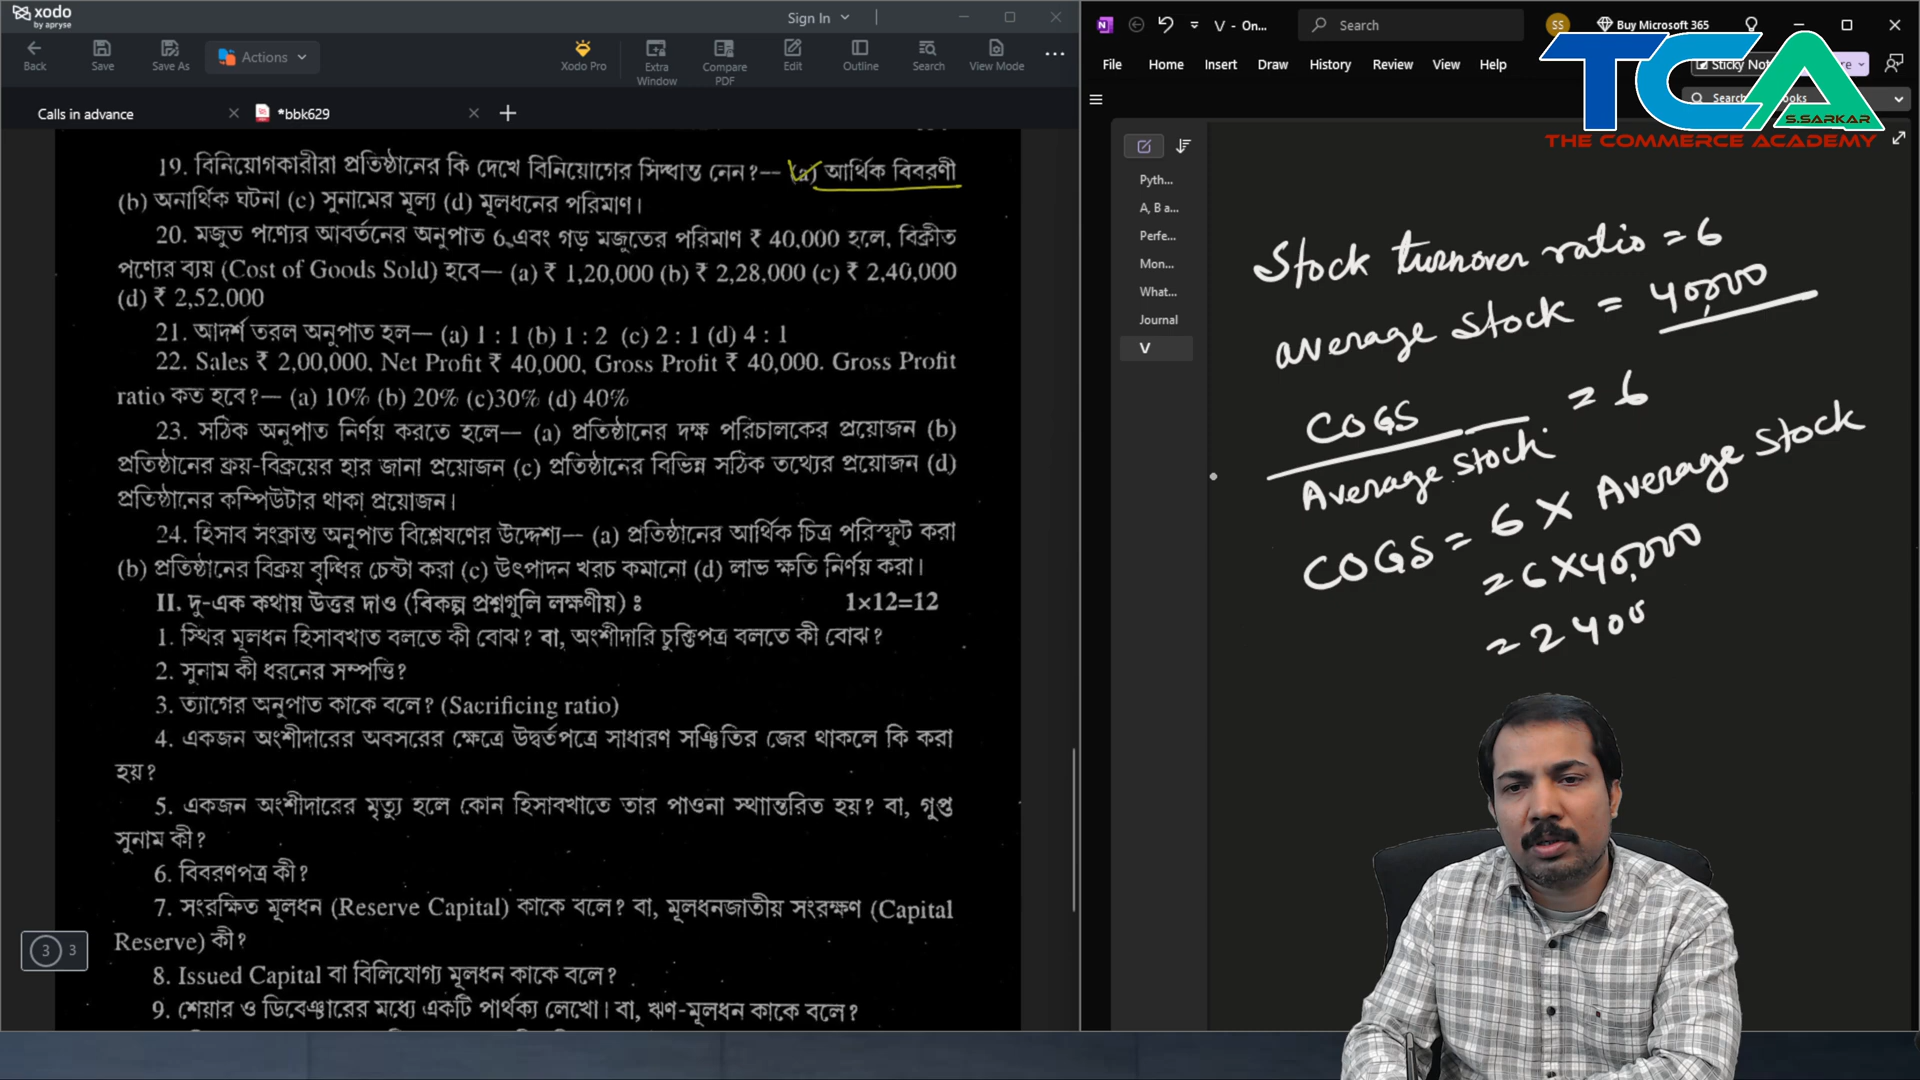 xodo
by apryse
Sign In
Back
Save
Save As
Actions
Xodo Pro
Extra Window
Compare PDF
Edit
Outline
Search
View Mode
Calls in advance
*bbk629
19. বিনিয়োগকারীরা প্রতিষ্ঠানের কি দেখে বিনিয়োগের সিদ্ধান্ত নেন?— (a) আর্থিক বিবরণী
(b) অনার্থিক ঘটনা (c) সুনামের মূল্য (d) মূলধনের পরিমাণ।
20. মজুত পণ্যের আবর্তনের অনুপাত 6 এবং গড় মজুতের পরিমাণ ₹ 40,000 হলে, বিক্রীত
পণ্যের ব্যয় (Cost of Goods Sold) হবে— (a) ₹ 1,20,000 (b) ₹ 2,28,000 (c) ₹ 2,40,000
(d) ₹ 2,52,000
21. আদর্শ তরল অনুপাত হল— (a) 1 : 1 (b) 1 : 2 (c) 2 : 1 (d) 4 : 1
22. Sales ₹ 2,00,000, Net Profit ₹ 40,000, Gross Profit ₹ 40,000. Gross Profit
ratio কত হবে?— (a) 10% (b) 20% (c)30% (d) 40%
23. সঠিক অনুপাত নির্ণয় করতে হলে— (a) প্রতিষ্ঠানের দক্ষ পরিচালকের প্রয়োজন (b)
প্রতিষ্ঠানের ক্রয়-বিক্রয়ের হার জানা প্রয়োজন (c) প্রতিষ্ঠানের বিভিন্ন সঠিক তথ্যের প্রয়োজন (d)
প্রতিষ্ঠানের কম্পিউটার থাকা প্রয়োজন।
24. হিসাব সংক্রান্ত অনুপাত বিশ্লেষণের উদ্দেশ্য— (a) প্রতিষ্ঠানের আর্থিক চিত্র পরিস্ফুট করা
(b) প্রতিষ্ঠানের বিক্রয় বৃদ্ধির চেষ্টা করা (c) উৎপাদন খরচ কমানো (d) লাভ ক্ষতি নির্ণয় করা।
II. দু-এক কথায় উত্তর দাও (বিকল্প প্রশ্নগুলি লক্ষণীয়) : 1×12=12
1. স্থির মূলধন হিসাবখাত বলতে কী বোঝ? বা, অংশীদারি চুক্তিপত্র বলতে কী বোঝ?
2. সুনাম কী ধরনের সম্পত্তি?
3. ত্যাগের অনুপাত কাকে বলে? (Sacrificing ratio)
4. একজন অংশীদারের অবসরের ক্ষেত্রে উদ্বর্তপত্রে সাধারণ সঞ্চিতির জের থাকলে কি করা
হয়?
5. একজন অংশীদারের মৃত্যু হলে কোন হিসাবখাতে তার পাওনা স্থান্তরিত হয়? বা, গুপ্ত
সুনাম কী?
6. বিবরণপত্র কী?
7. সংরক্ষিত মূলধন (Reserve Capital) কাকে বলে? বা, মূলধনজাতীয় সংরক্ষণ (Capital
Reserve) কী?
8. Issued Capital বা বিলিযোগ্য মূলধন কাকে বলে?
9. শেয়ার ও ডিবেঞ্চারের মধ্যে একটি পার্থক্য লেখো। বা, ঋণ-মূলধন কাকে বলে?
3 3
V - On...
Search
SS
Buy Microsoft 365
File Home Insert Draw History Review View Help
Sticky Not
TCA
S.SARKAR
THE COMMERCE ACADEMY
Pyth...
A, B a...
Perfe...
Mon...
What...
Journal
V
Stock turnover ratio = 6
average stock = 40,000
COGS = 6
Average stock
COGS = 6 × Average stock
= 6 × 40,000
= 2400